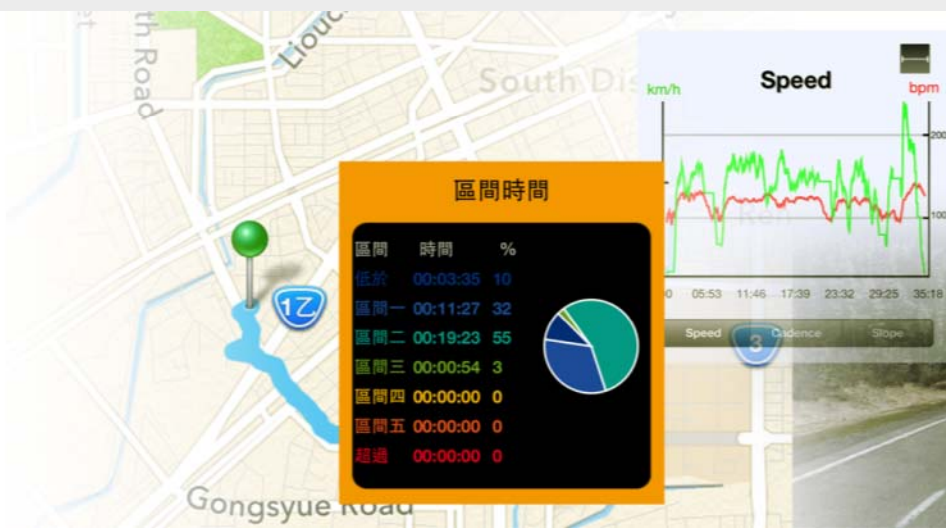 th Road
Liouc
South Dis
1乙
Gongsyue Road
區間時間
區間 時間 %
低於 00:03:35 10
區間一 00:11:27 32
區間二 00:19:23 55
區間三 00:00:54 3
區間四 00:00:00 0
區間五 00:00:00 0
超過 00:00:00 0
Speed
km/h bpm
200
100
05:53 11:46 17:39 23:32 29:25 35:18
Speed Cadence Slope
3